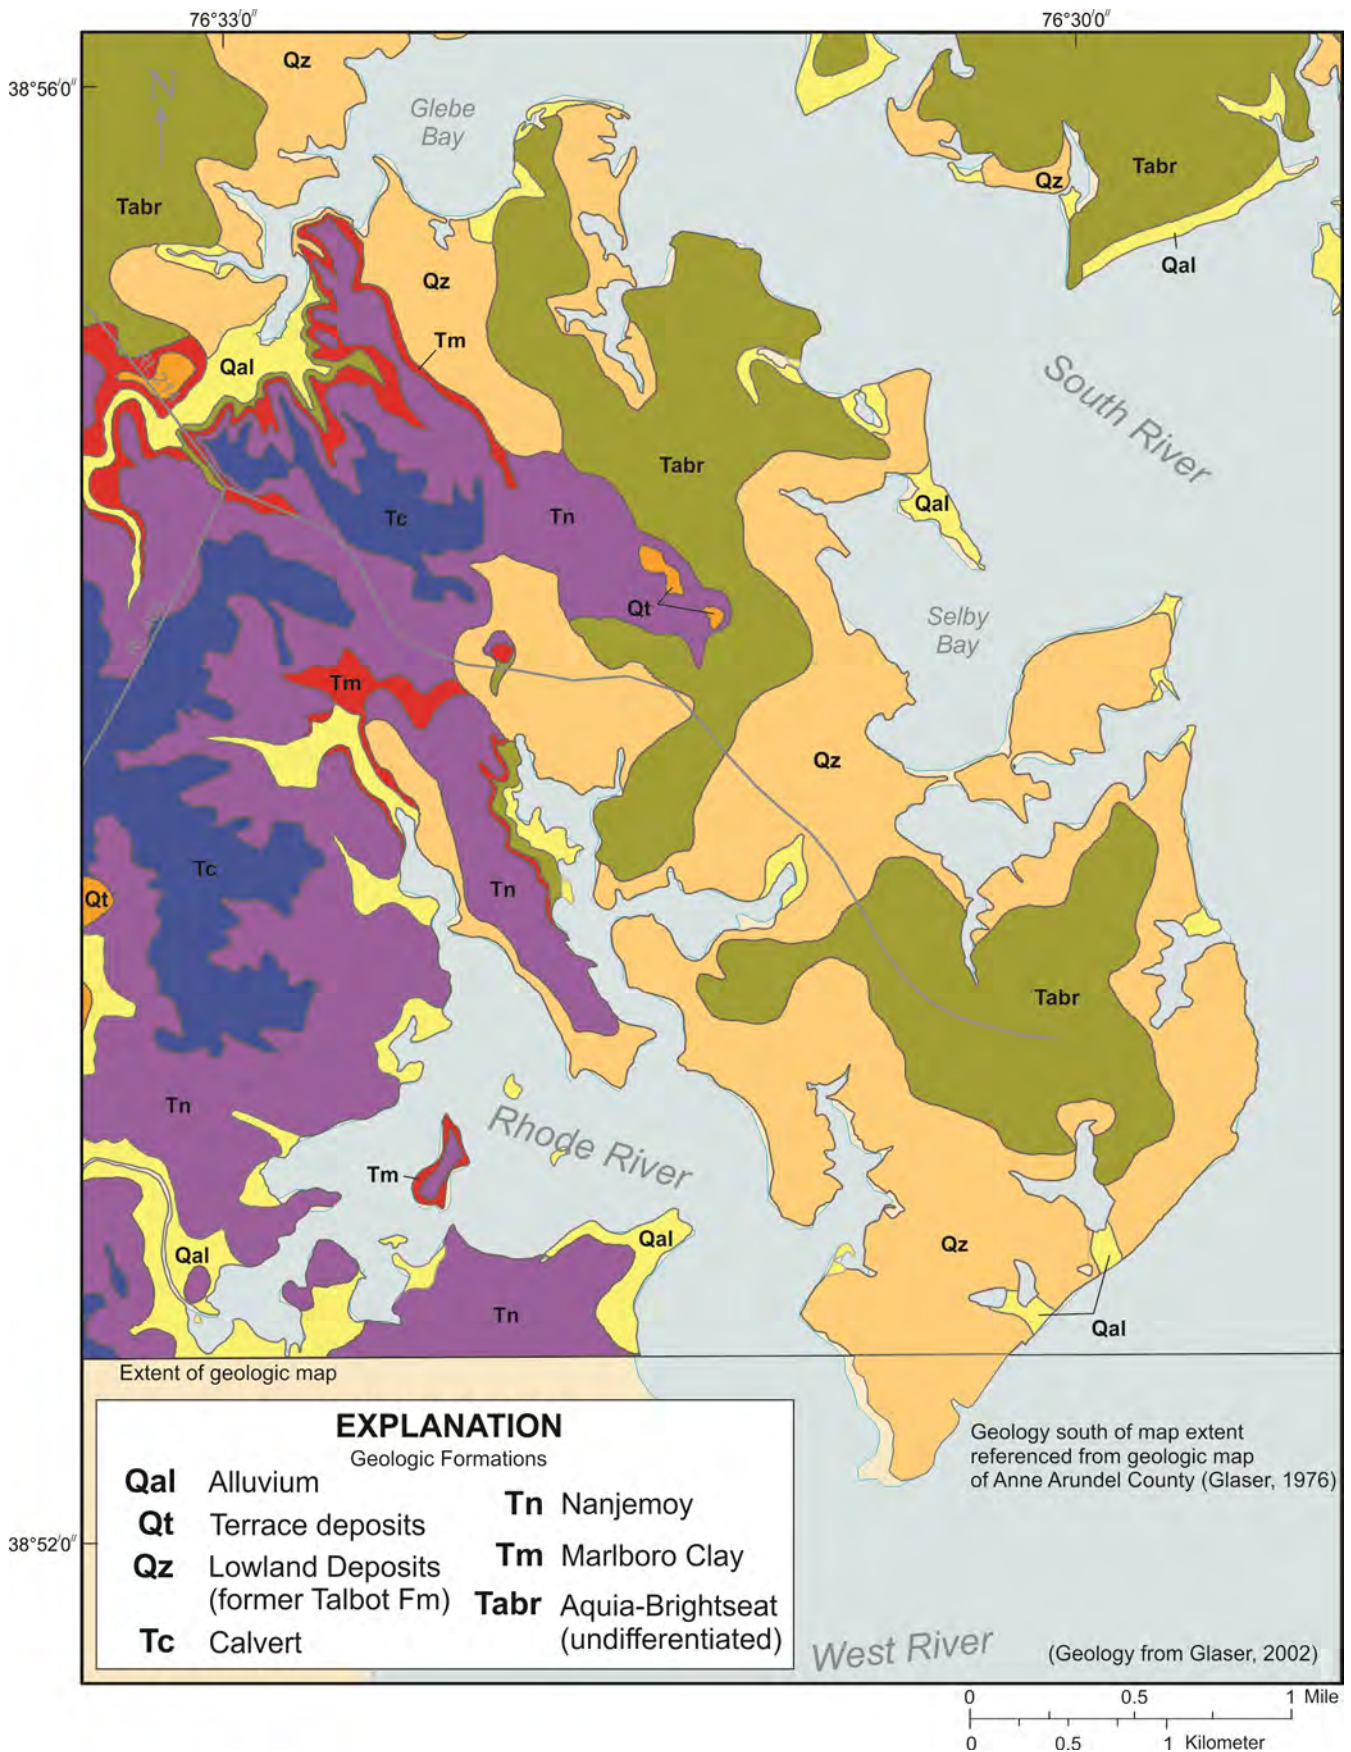 76°33'0"
76°30'0"
38°56'0"
N
Qz
Glebe
Bay
Tabr
Qz
Tabr
Qal
Qz
Tm
Qal
South River
Tabr
Qal
Tc
Tn
Qt
Selby
Bay
Tm
Qz
Tc
Tn
Qt
Tabr
Tn
Rhode River
Tm
Qal
Qal
Qz
Tn
Qal
Extent of geologic map
EXPLANATION
Geologic Formations
Qal Alluvium
Qt Terrace deposits
Qz Lowland Deposits
(former Talbot Fm)
Tc Calvert
Tn Nanjemoy
Tm Marlboro Clay
Tabr Aquia-Brightseat
(undifferentiated)
Geology south of map extent
referenced from geologic map
of Anne Arundel County (Glaser, 1976)
38°52'0"
West River
(Geology from Glaser, 2002)
0 0.5 1 Mile
0 0.5 1 Kilometer